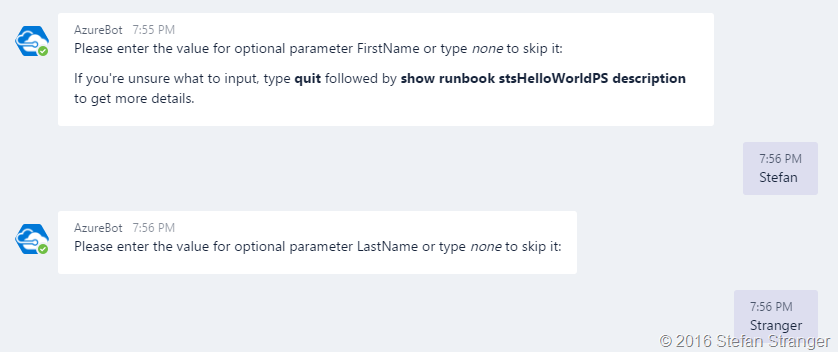 AzureBot 7:55 PM
Please enter the value for optional parameter FirstName or type none to skip it:
If you're unsure what to input, type quit followed by show runbook stsHelloWorldPS description
to get more details.
7:56 PM
Stefan
AzureBot 7:56 PM
Please enter the value for optional parameter LastName or type none to skip it:
7:56 PM
Stranger
© 2016 Stefan Stranger